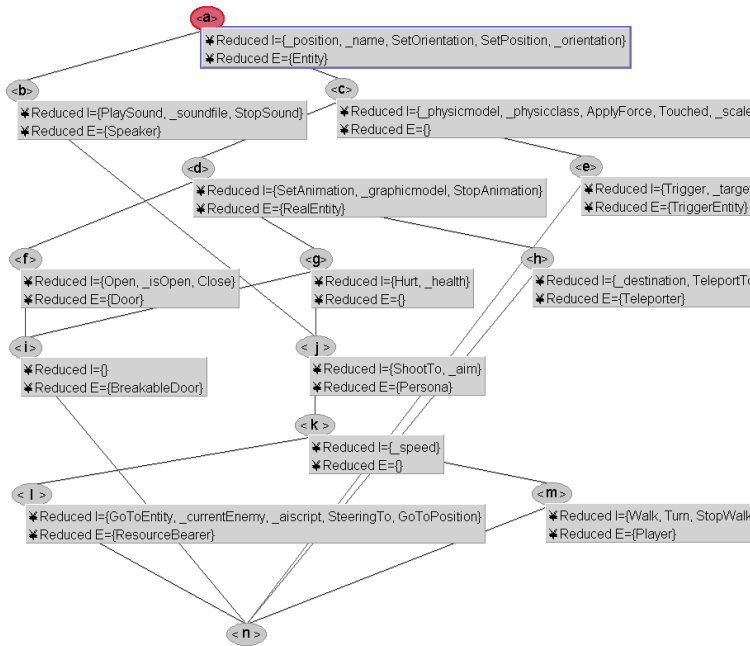 <a>
¥Reduced I={_position, _name, SetOrientation, SetPosition, _orientation}
¥Reduced E={Entity}
<b>
¥Reduced I={PlaySound, _soundfile, StopSound}
¥Reduced E={Speaker}
<c>
¥Reduced I={_physicmodel, _physicclass, ApplyForce, Touched, _scale
¥Reduced E={}
<d>
¥Reduced I={SetAnimation, _graphicmodel, StopAnimation}
¥Reduced E={RealEntity}
<e>
¥Reduced I={Trigger, _target
¥Reduced E={TriggerEntity}
<f>
¥Reduced I={Open, _isOpen, Close}
¥Reduced E={Door}
<g>
¥Reduced I={Hurt, _health}
¥Reduced E={}
<h>
¥Reduced I={_destination, TeleportTo
¥Reduced E={Teleporter}
<i>
¥Reduced I={}
¥Reduced E={BreakableDoor}
< j >
¥Reduced I={ShootTo, _aim}
¥Reduced E={Persona}
<k >
¥Reduced I={_speed}
¥Reduced E={}
< l >
¥Reduced I={GoToEntity, _currentEnemy, _aiscript, SteeringTo, GoToPosition}
¥Reduced E={ResourceBearer}
<m>
¥Reduced I={Walk, Turn, StopWalk
¥Reduced E={Player}
< n >